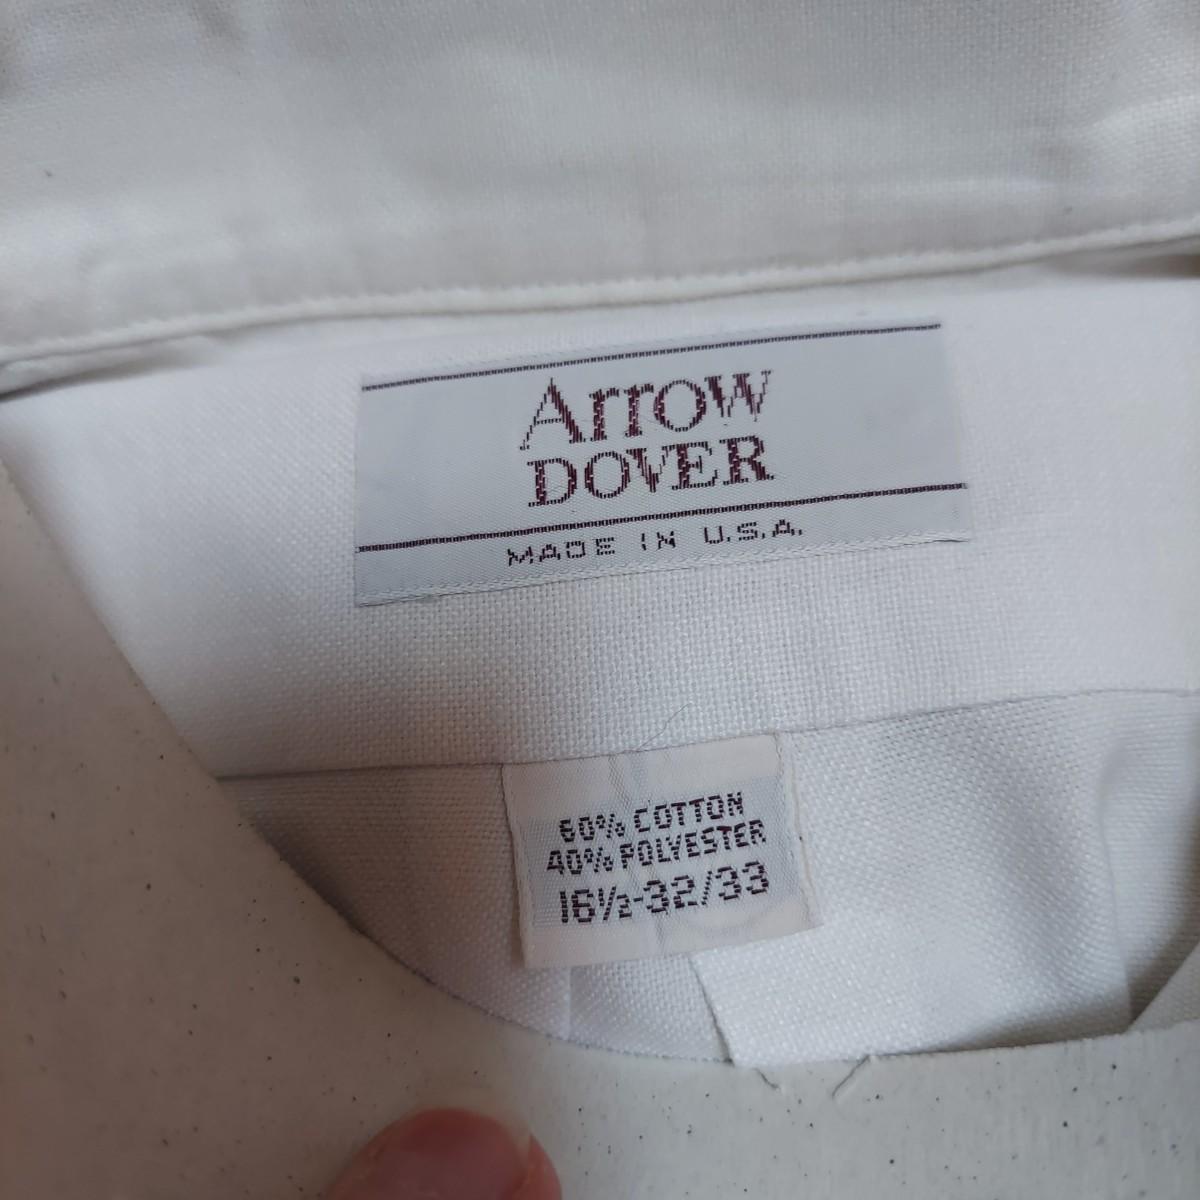 Arrow
DOVER
MADE IN U.S.A.
60% COTTON
40% POLYESTER
16½-32/33